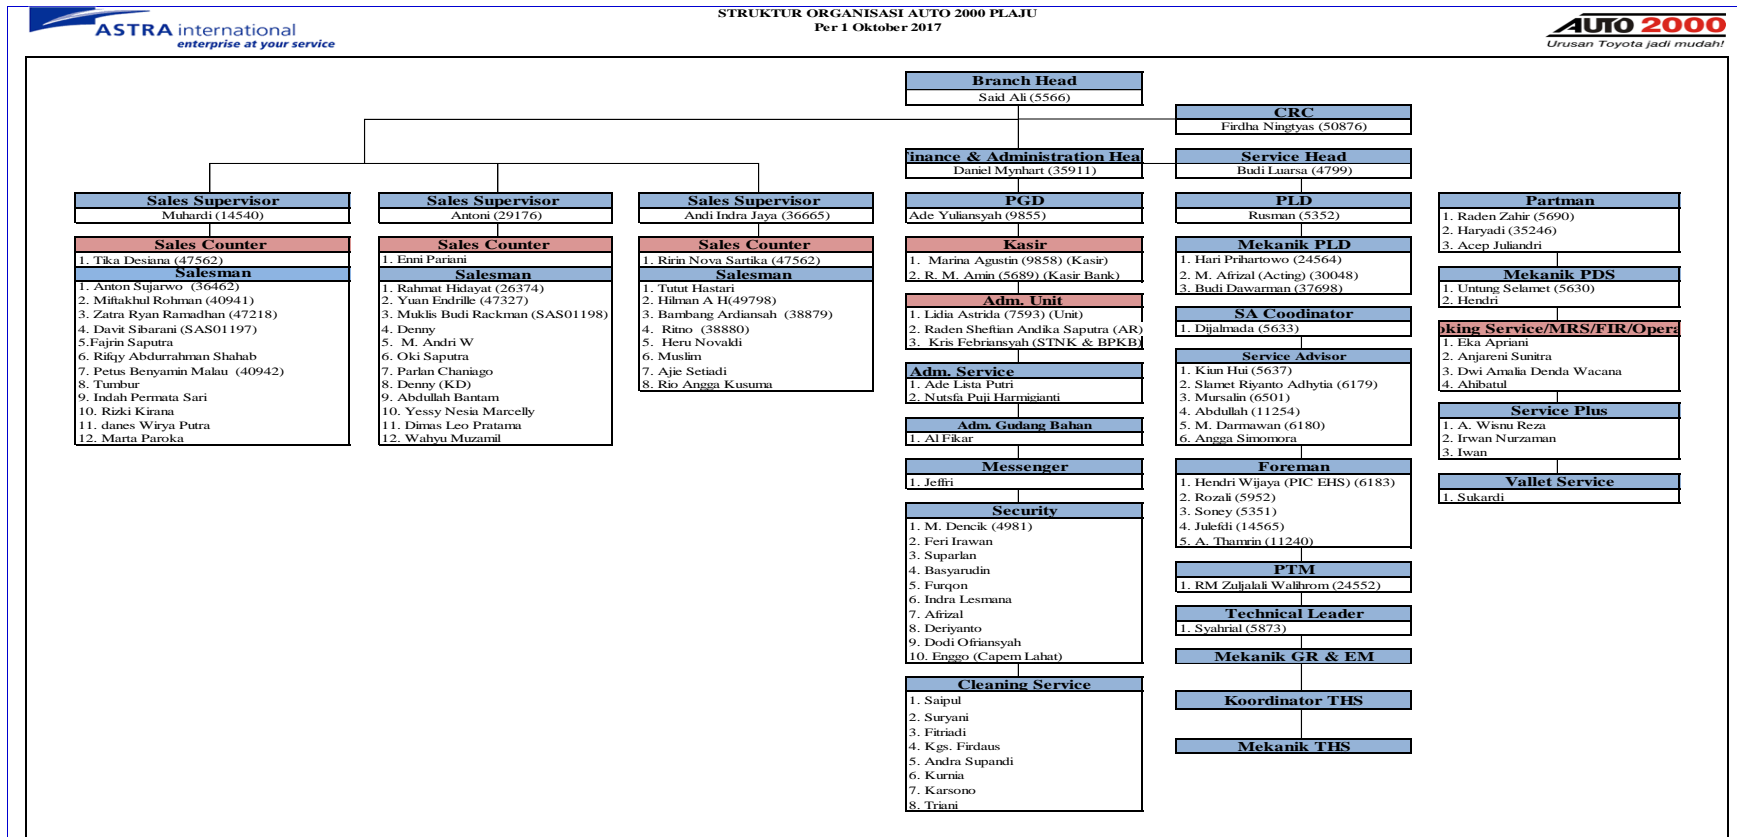 STRUKTUR ORGANISASI AUTO 2000 PLAJU
Per 1 Oktober 2017
ASTRA international
enterprise at your service
AUTO 2000
Urusan Toyota jadi mudah!
Branch Head
Said Ali (5566)
CRC
Firdha Ningtyas (50876)
Finance & Administration Hea
Daniel Mynhart (35911)
Service Head
Budi Luarsa (4799)
Sales Supervisor
Muhardi (14540)
Sales Counter
1. Tika Desiana (47562)
Salesman
1. Anton Sujarwo (36462)
2. Miftakhul Rohman (40941)
3. Zatra Ryan Ramadhan (47218)
4. Davit Sibarani (SAS01197)
5.Fajrin Saputra
6. Rifqy Abdurrahman Shahab
7. Petus Benyamin Malau (40942)
8. Tumbur
9. Indah Permata Sari
10. Rizki Kirana
11. danes Wirya Putra
12. Marta Paroka
Sales Supervisor
Antoni (29176)
Sales Counter
1. Enni Pariani
Salesman
1. Rahmat Hidayat (26374)
2. Yuan Endrille (47327)
3. Muklis Budi Rackman (SAS01198)
4. Denny
5. M. Andri W
6. Oki Saputra
7. Parlan Chaniago
8. Denny (KD)
9. Abdullah Bantam
10. Yessy Nesia Marcelly
11. Dimas Leo Pratama
12. Wahyu Muzamil
Sales Supervisor
Andi Indra Jaya (36665)
Sales Counter
1. Ririn Nova Sartika (47562)
Salesman
1. Tutut Hastari
2. Hilman A H(49798)
3. Bambang Ardiansah (38879)
4. Ritno (38880)
5. Heru Novaldi
6. Muslim
7. Ajie Setiadi
8. Rio Angga Kusuma
PGD
Ade Yuliansyah (9855)
Kasir
1. Marina Agustin (9858) (Kasir)
2. R. M. Amin (5689) (Kasir Bank)
Adm. Unit
1. Lidia Astrida (7593) (Unit)
2. Raden Sheftian Andika Saputra (AR)
3. Kris Febriansyah (STNK & BPKB)
Adm. Service
1. Ade Lista Putri
2. Nutsfa Puji Harmigianti
Adm. Gudang Bahan
1. Al Fikar
Messenger
1. Jeffri
Security
1. M. Dencik (4981)
2. Feri Irawan
3. Suparlan
4. Basyarudin
5. Furqon
6. Indra Lesmana
7. Afrizal
8. Deriyanto
9. Dodi Ofriansyah
10. Enggo (Capem Lahat)
Cleaning Service
1. Saipul
2. Suryani
3. Fitriadi
4. Kgs. Firdaus
5. Andra Supandi
6. Kurnia
7. Karsono
8. Triani
PLD
Rusman (5352)
Mekanik PLD
1. Hari Prihartowo (24564)
2. M. Afrizal (Acting) (30048)
3. Budi Dawarman (37698)
SA Coodinator
1. Dijalmada (5633)
Service Advisor
1. Kiun Hui (5637)
2. Slamet Riyanto Adhytia (6179)
3. Mursalin (6501)
4. Abdullah (11254)
5. M. Darmawan (6180)
6. Angga Simomora
Foreman
1. Hendri Wijaya (PIC EHS) (6183)
2. Rozali (5952)
3. Soney (5351)
4. Julefdi (14565)
5. A. Thamrin (11240)
PTM
1. RM Zuljalali Walihrom (24552)
Technical Leader
1. Syahrial (5873)
Mekanik GR & EM
Koordinator THS
Mekanik THS
Partman
1. Raden Zahir (5690)
2. Haryadi (35246)
3. Acep Juliandri
Mekanik PDS
1. Untung Selamet (5630)
2. Hendri
oking Service/MRS/FIR/Opera
1. Eka Apriani
2. Anjareni Sunitra
3. Dwi Amalia Denda Wacana
4. Ahibatul
Service Plus
1. A. Wisnu Reza
2. Irwan Nurzaman
3. Iwan
Vallet Service
1. Sukardi